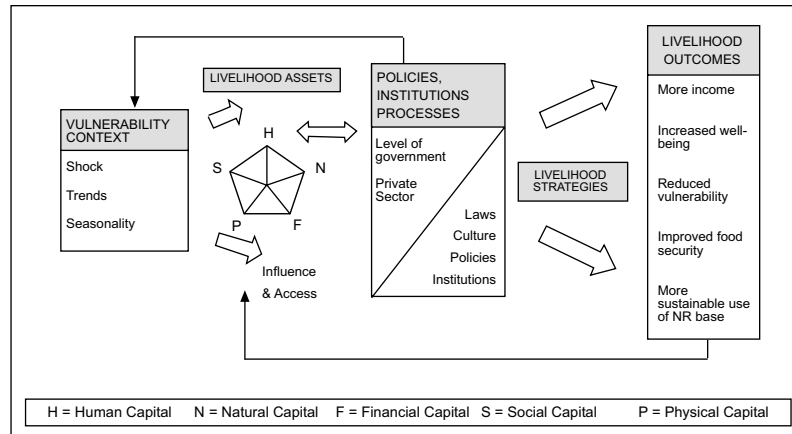 LIVELIHOOD ASSETS
VULNERABILITY
CONTEXT
Shock
Trends
Seasonality
H
S
N
P
F
Influence
& Access
POLICIES,
INSTITUTIONS
PROCESSES
Level of
government
Private
Sector
Laws
Culture
Policies
Institutions
LIVELIHOOD
STRATEGIES
LIVELIHOOD
OUTCOMES
More income
Increased well-
being
Reduced
vulnerability
Improved food
security
More
sustainable use
of NR base
H = Human Capital N = Natural Capital F = Financial Capital S = Social Capital P = Physical Capital